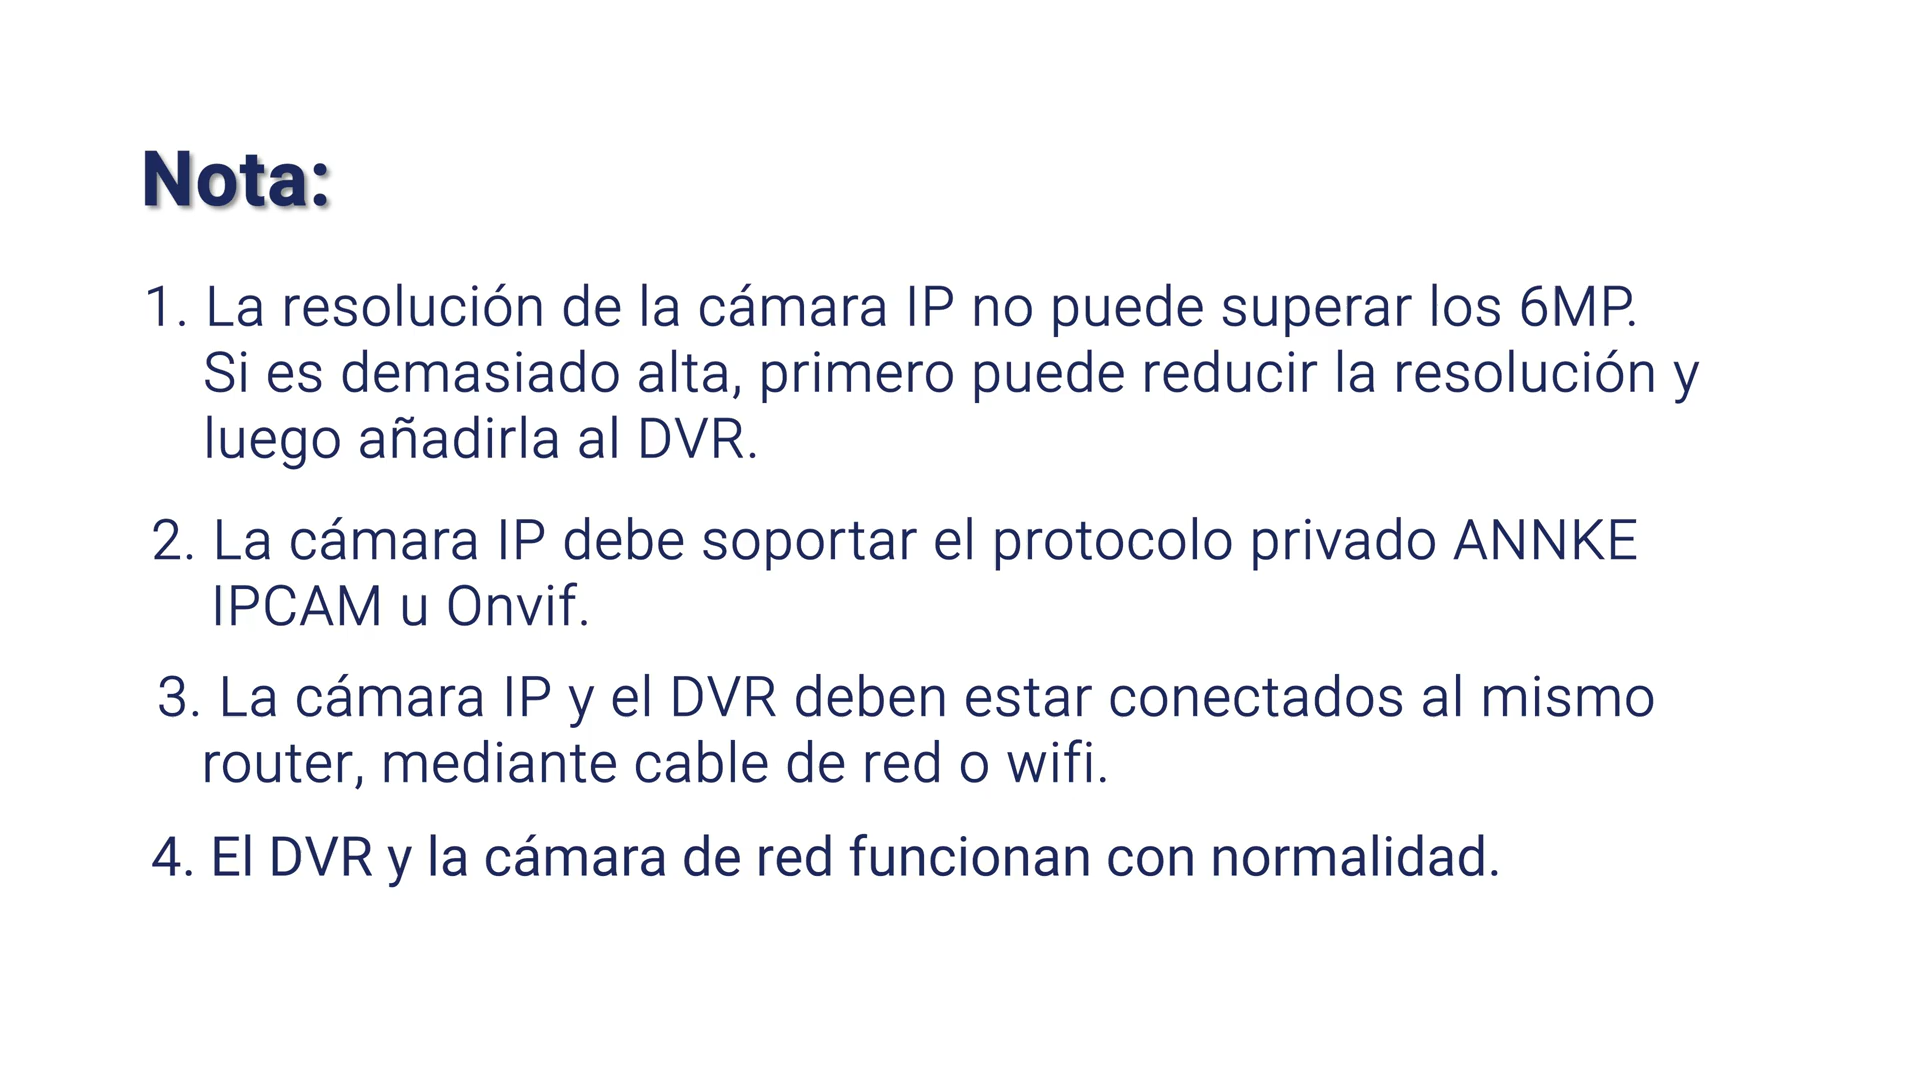 Nota:
1. La resolución de la cámara IP no puede superar los 6MP.
Si es demasiado alta, primero puede reducir la resolución y
luego añadirla al DVR.
2. La cámara IP debe soportar el protocolo privado ANNKE
IPCAM u Onvif.
3. La cámara IP y el DVR deben estar conectados al mismo
router, mediante cable de red o wifi.
4. El DVR y la cámara de red funcionan con normalidad.